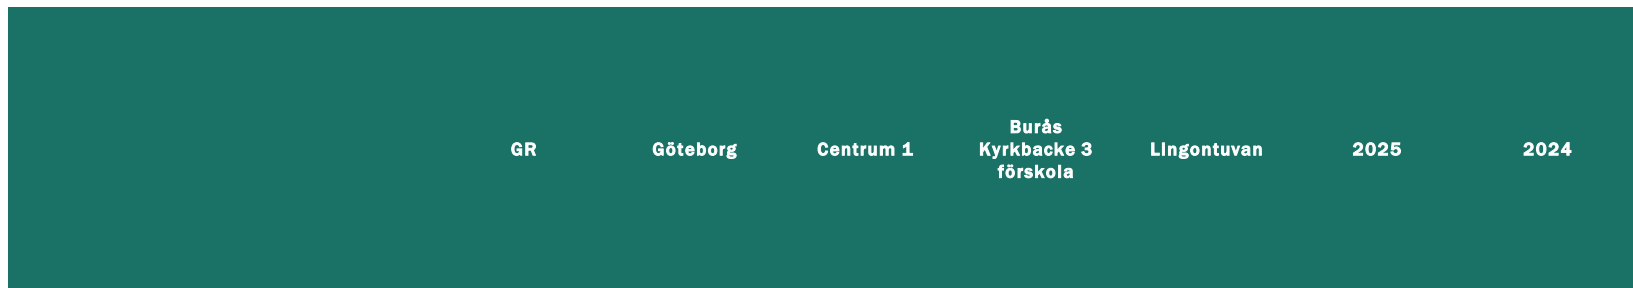 GR
Göteborg
Centrum 1
Burås
Kyrkbacke 3
förskola
Lingontuvan
2025
2024